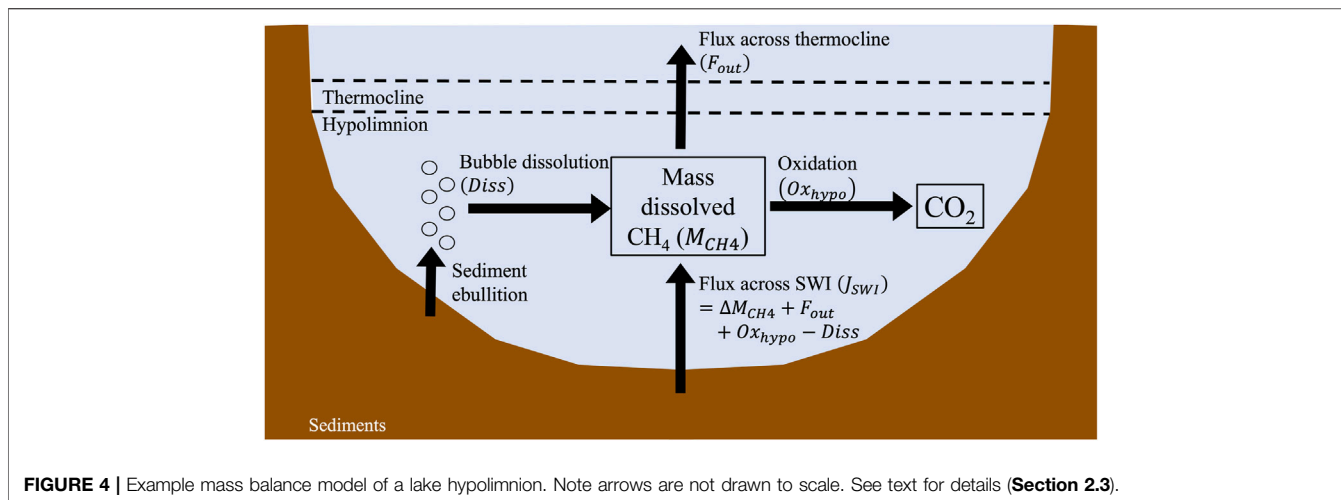 Flux across thermocline
(F_out)
Thermocline
Hypolimnion
Bubble dissolution
(Diss)
Mass
dissolved
CH₄ (M_CH4)
Oxidation
(Ox_hypo)
CO₂
Sediment
ebullition
Flux across SWI (J_SWI)
= ΔM_CH4 + F_out
+ Ox_hypo − Diss
Sediments
FIGURE 4 | Example mass balance model of a lake hypolimnion. Note arrows are not drawn to scale. See text for details (Section 2.3).